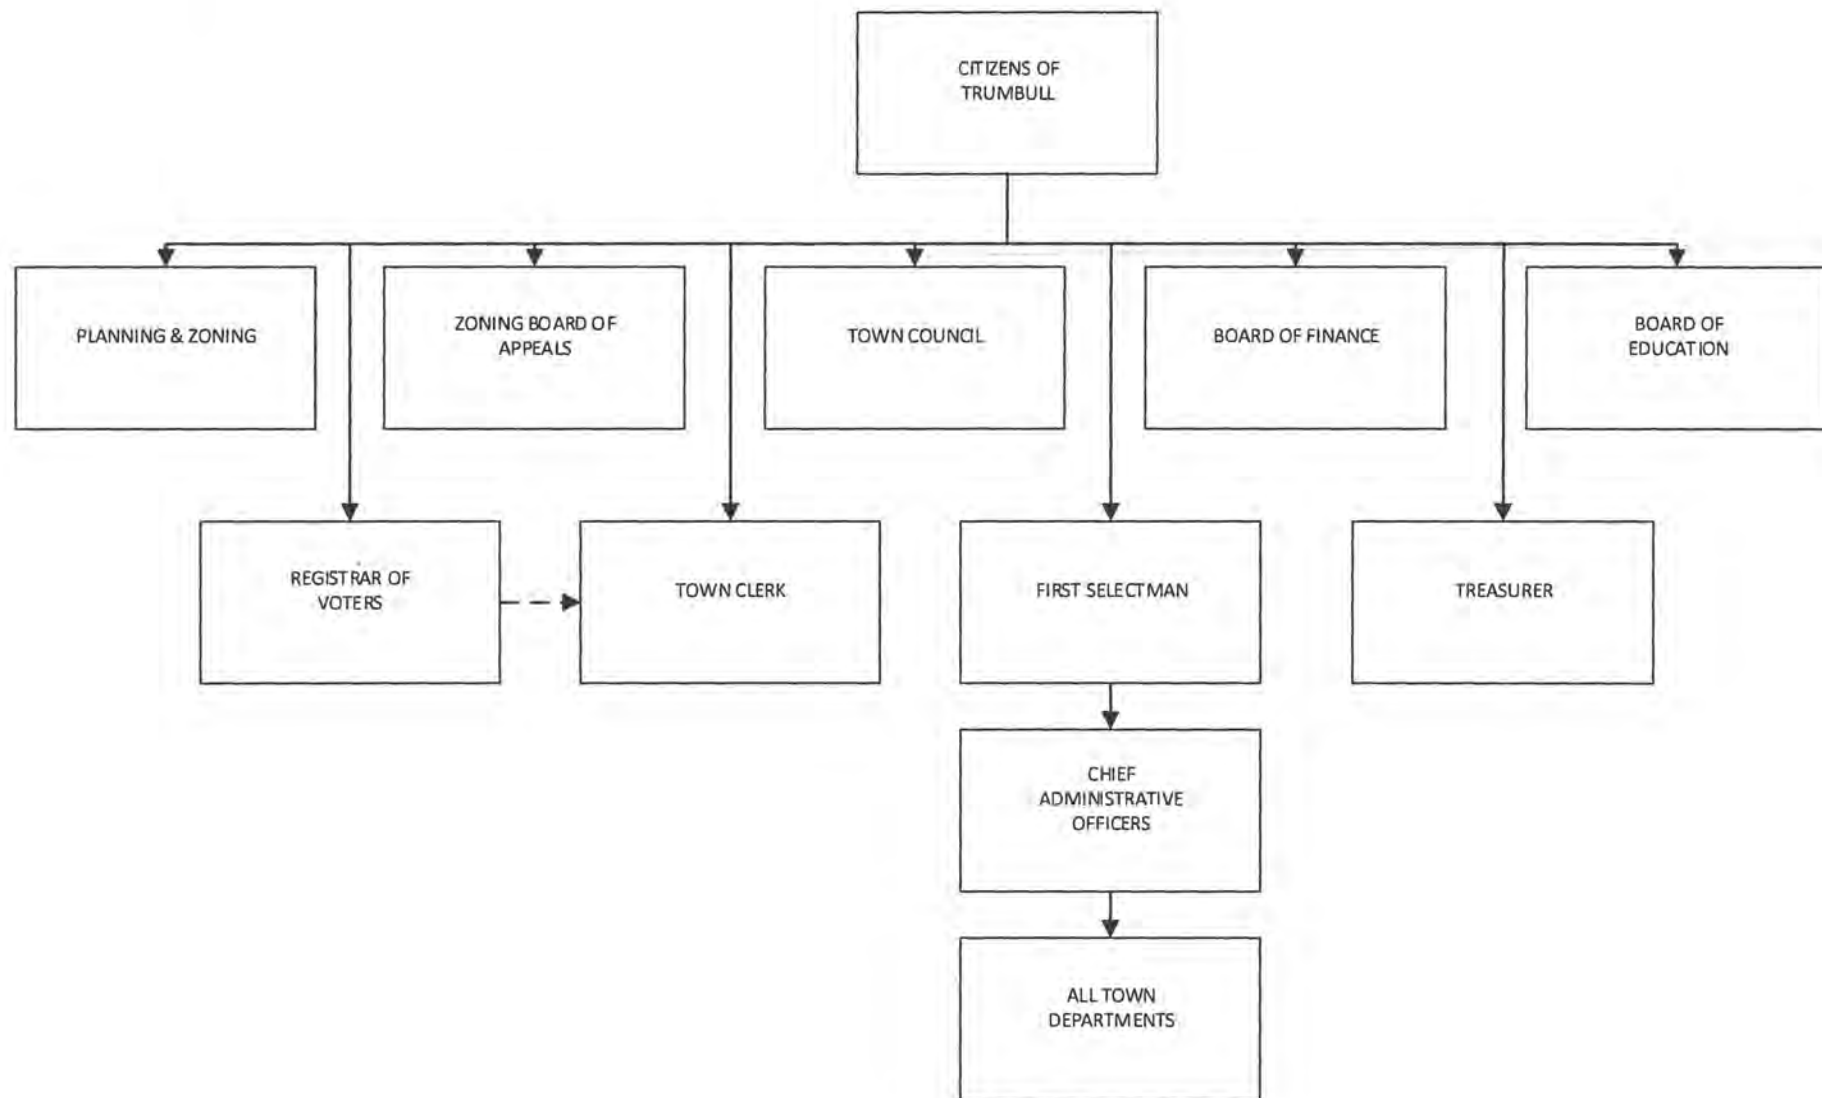 CITIZENS OF
TRUMBULL
PLANNING & ZONING
ZONING BOARD OF
APPEALS
TOWN COUNCIL
BOARD OF FINANCE
BOARD OF
EDUCATION
REGISTRAR OF
VOTERS
TOWN CLERK
FIRST SELECTMAN
TREASURER
CHIEF
ADMINISTRATIVE
OFFICERS
ALL TOWN
DEPARTMENTS